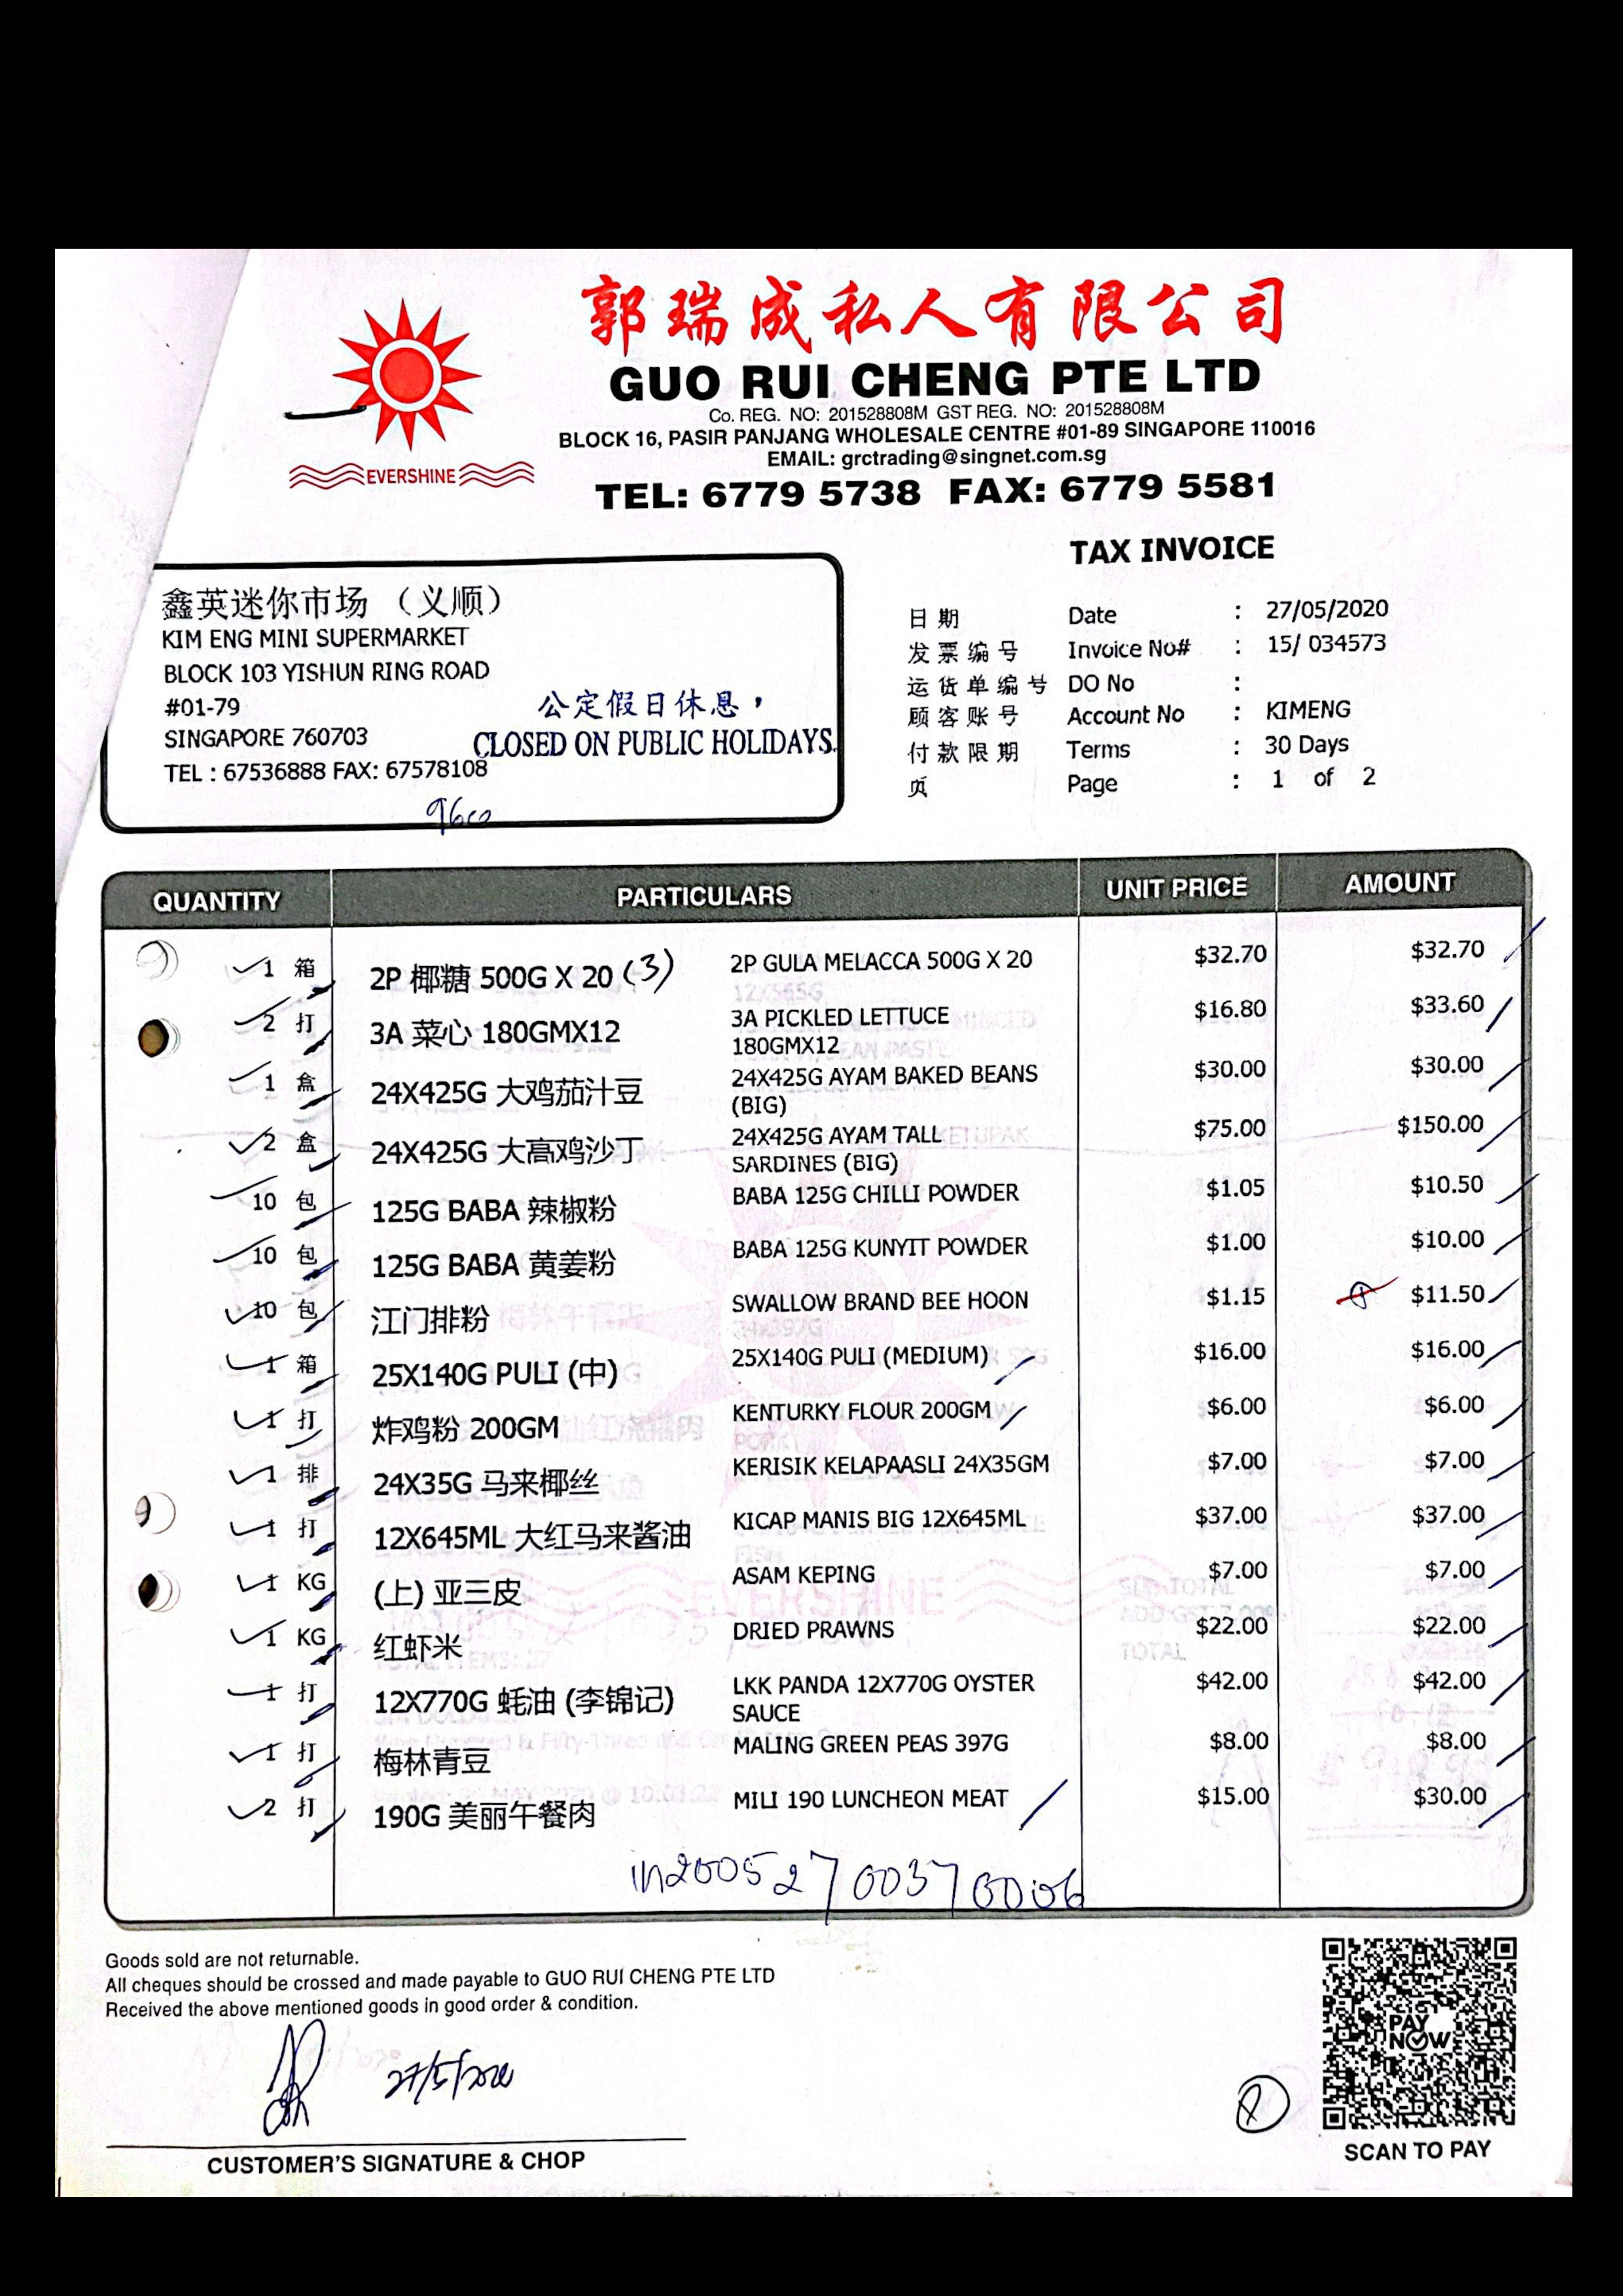 郭瑞成私人有限公司
GUO RUI CHENG PTE LTD
Co. REG. NO: 201528808M GST REG. NO: 201528808M
BLOCK 16, PASIR PANJANG WHOLESALE CENTRE #01-89 SINGAPORE 110016
EMAIL: grctrading@singnet.com.sg
TEL: 6779 5738 FAX: 6779 5581
EVERSHINE
TAX INVOICE
鑫英迷你市场 （义顺）
KIM ENG MINI SUPERMARKET
BLOCK 103 YISHUN RING ROAD
#01-79
SINGAPORE 760703
TEL : 67536888 FAX: 67578108
公定假日休息，
CLOSED ON PUBLIC HOLIDAYS.
日期 Date : 27/05/2020
发票编号 Invoice No# : 15/ 034573
运货单编号 DO No :
顾客账号 Account No : KIMENG
付款限期 Terms : 30 Days
页 Page : 1 of 2
QUANTITY PARTICULARS UNIT PRICE AMOUNT
1 箱 2P 椰糖 500G X 20 (3) 2P GULA MELACCA 500G X 20 $32.70 $32.70
2 打 3A 菜心 180GMX12 3A PICKLED LETTUCE $16.80 $33.60
180GMX12
1 盒 24X425G 大鸡茄汁豆 24X425G AYAM BAKED BEANS $30.00 $30.00
(BIG)
2 盒 24X425G 大高鸡沙丁 24X425G AYAM TALL $75.00 $150.00
SARDINES (BIG)
10 包 125G BABA 辣椒粉 BABA 125G CHILLI POWDER $1.05 $10.50
10 包 125G BABA 黄姜粉 BABA 125G KUNYIT POWDER $1.00 $10.00
10 包 江门排粉 SWALLOW BRAND BEE HOON $1.15 $11.50
1 箱 25X140G PULI (中) 25X140G PULI (MEDIUM) $16.00 $16.00
1 打 炸鸡粉 200GM KENTURKY FLOUR 200GM $6.00 $6.00
1 排 24X35G 马来椰丝 KERISIK KELAPAASLI 24X35GM $7.00 $7.00
1 打 12X645ML 大红马来酱油 KICAP MANIS BIG 12X645ML $37.00 $37.00
1 KG (上) 亚三皮 ASAM KEPING $7.00 $7.00
1 KG 红虾米 DRIED PRAWNS $22.00 $22.00
1 打 12X770G 蚝油 (李锦记) LKK PANDA 12X770G OYSTER $42.00 $42.00
SAUCE
1 打 梅林青豆 MALING GREEN PEAS 397G $8.00 $8.00
2 打 190G 美丽午餐肉 MILI 190 LUNCHEON MEAT $15.00 $30.00
in20052700370006
Goods sold are not returnable.
All cheques should be crossed and made payable to GUO RUI CHENG PTE LTD
Received the above mentioned goods in good order & condition.
27/5/2020
CUSTOMER'S SIGNATURE & CHOP
PAY
NOW
SCAN TO PAY